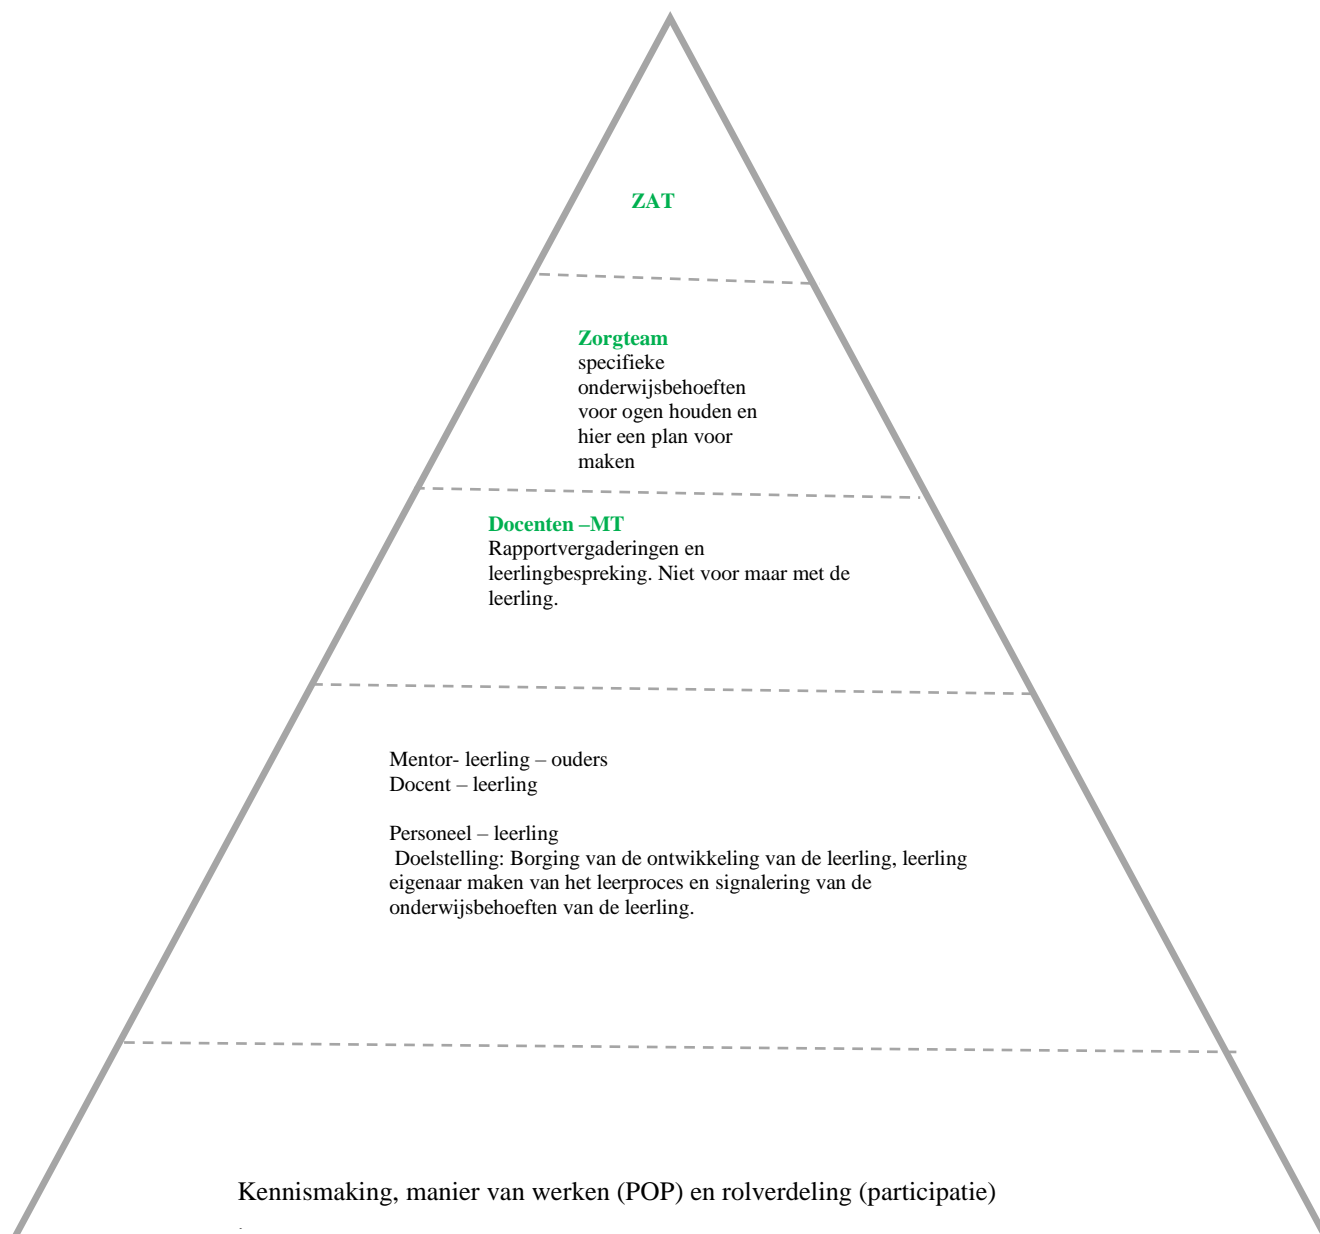 ZAT
Zorgteam
specifieke
onderwijsbehoeften
voor ogen houden en
hier een plan voor
maken
Docenten –MT
Rapportvergaderingen en
leerlingbespreking. Niet voor maar met de
leerling.
Mentor- leerling – ouders
Docent – leerling
Personeel – leerling
Doelstelling: Borging van de ontwikkeling van de leerling, leerling
eigenaar maken van het leerproces en signalering van de
onderwijsbehoeften van de leerling.
Kennismaking, manier van werken (POP) en rolverdeling (participatie)